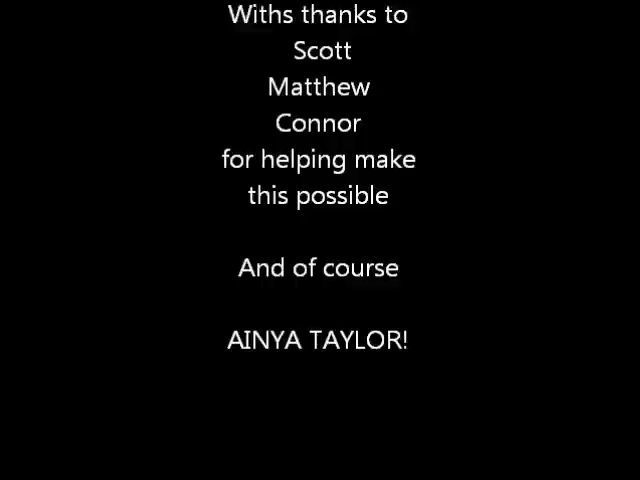 Withs thanks to
Scott
Matthew
Connor
for helping make
this possible
And of course
AINYA TAYLOR!